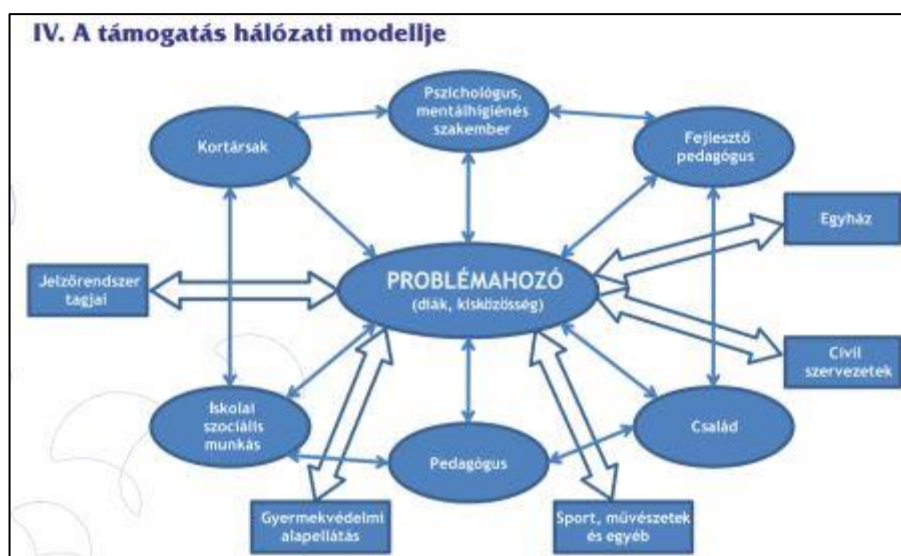 IV. A támogatás hálózati modellje
Pszichológus,
mentálhigiénés
szakember
Kortársak
Fejlesztő
pedagógus
Egyház
Jelzőrendszer
tagjai
PROBLÉMAHOZÓ
(diák, kisközösség)
Civil
szervezetek
Iskolai
szociális
munkás
Pedagógus
Család
Gyermekvédelmi
alapellátás
Sport, művészetek
és egyéb